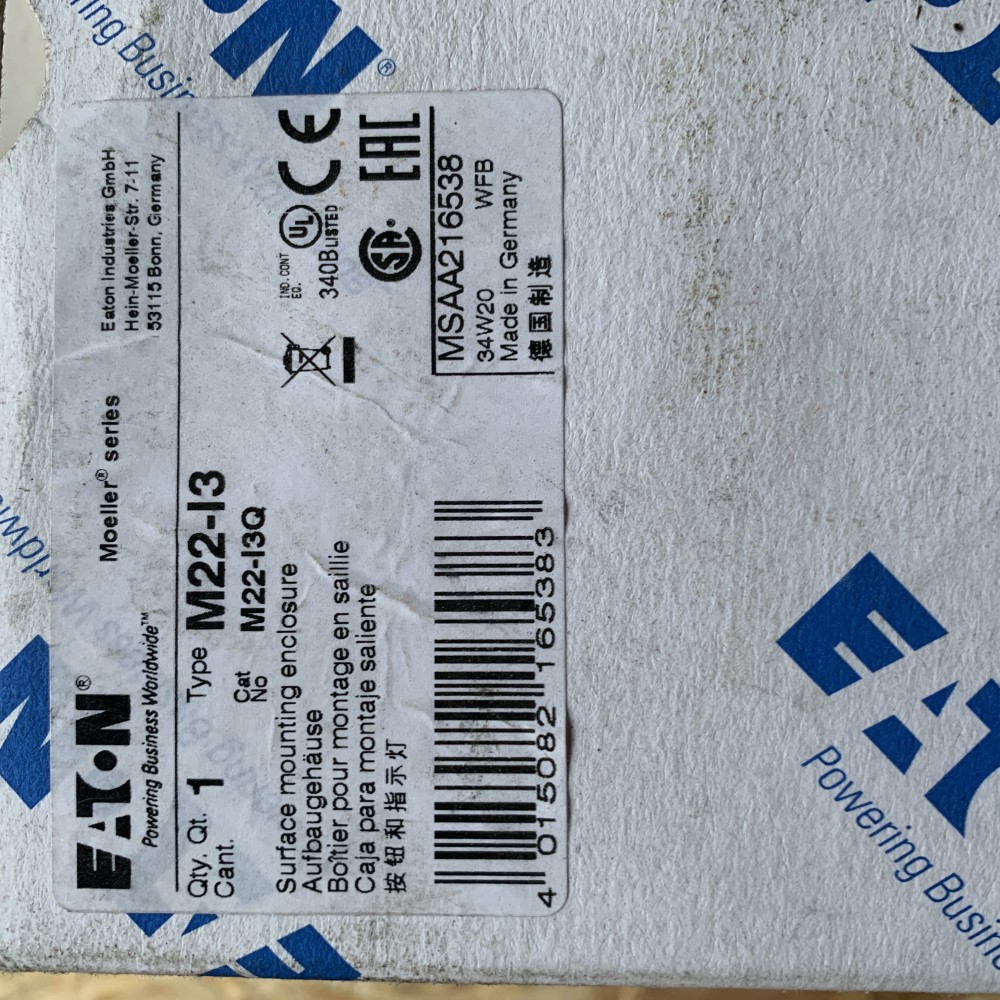 EATON®
Powering Business Worldwide™
Moeller® series
Eaton Industries GmbH
Hein-Moeller-Str. 7-11
53115 Bonn, Germany
Qty. Qt. 1
Cant.
Type M22-I3
Cat No M22-I3Q
Surface mounting enclosure
Aufbaugehäuse
Boîtier pour montage en saillie
Caja para montaje saliente
按钮和指示灯
IND. CONT
EQ.
UL
340B LISTED
CE
SA
EAC
MSAA216538
34W20 WFB
Made in Germany
德国制造
4 015082 165383
Powering Busin